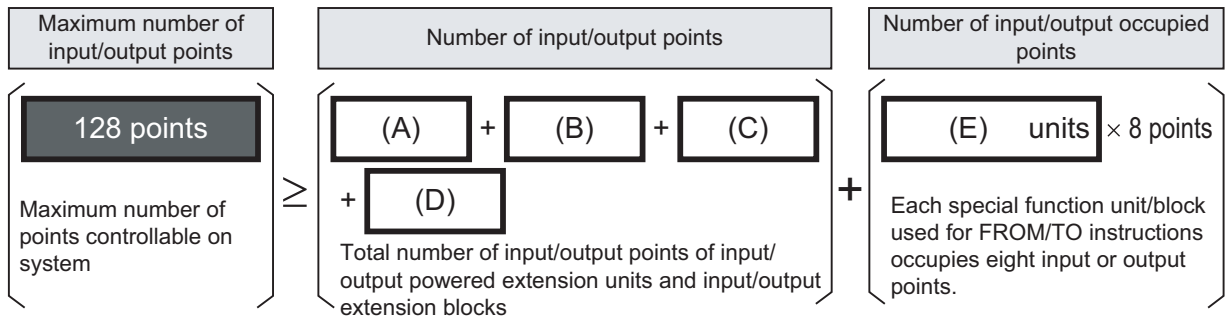 Maximum number of
input/output points
128 points
Maximum number of
points controllable on
system
≥
Number of input/output points
(A) + (B) + (C)
+ (D)
Total number of input/output points of input/
output powered extension units and input/output
extension blocks
+
Number of input/output occupied
points
(E) units × 8 points
Each special function unit/block
used for FROM/TO instructions
occupies eight input or output
points.